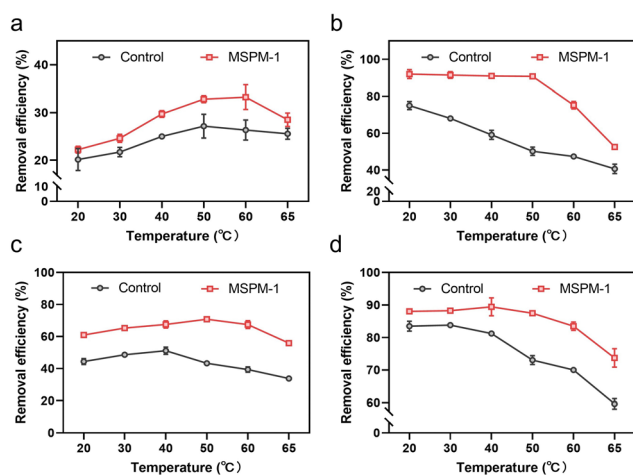 a
Control MSPM-1
Removal efficiency (%)
40
30
20
10
0
20 30 40 50 60 65
Temperature (℃)
b
Control MSPM-1
Removal efficiency (%)
100
80
60
40
20
0
20 30 40 50 60 65
Temperature (℃)
c
Control MSPM-1
Removal efficiency (%)
100
80
60
40
20
0
20 30 40 50 60 65
Temperature (℃)
d
Control MSPM-1
Removal efficiency (%)
100
90
80
70
60
0
20 30 40 50 60 65
Temperature (℃)